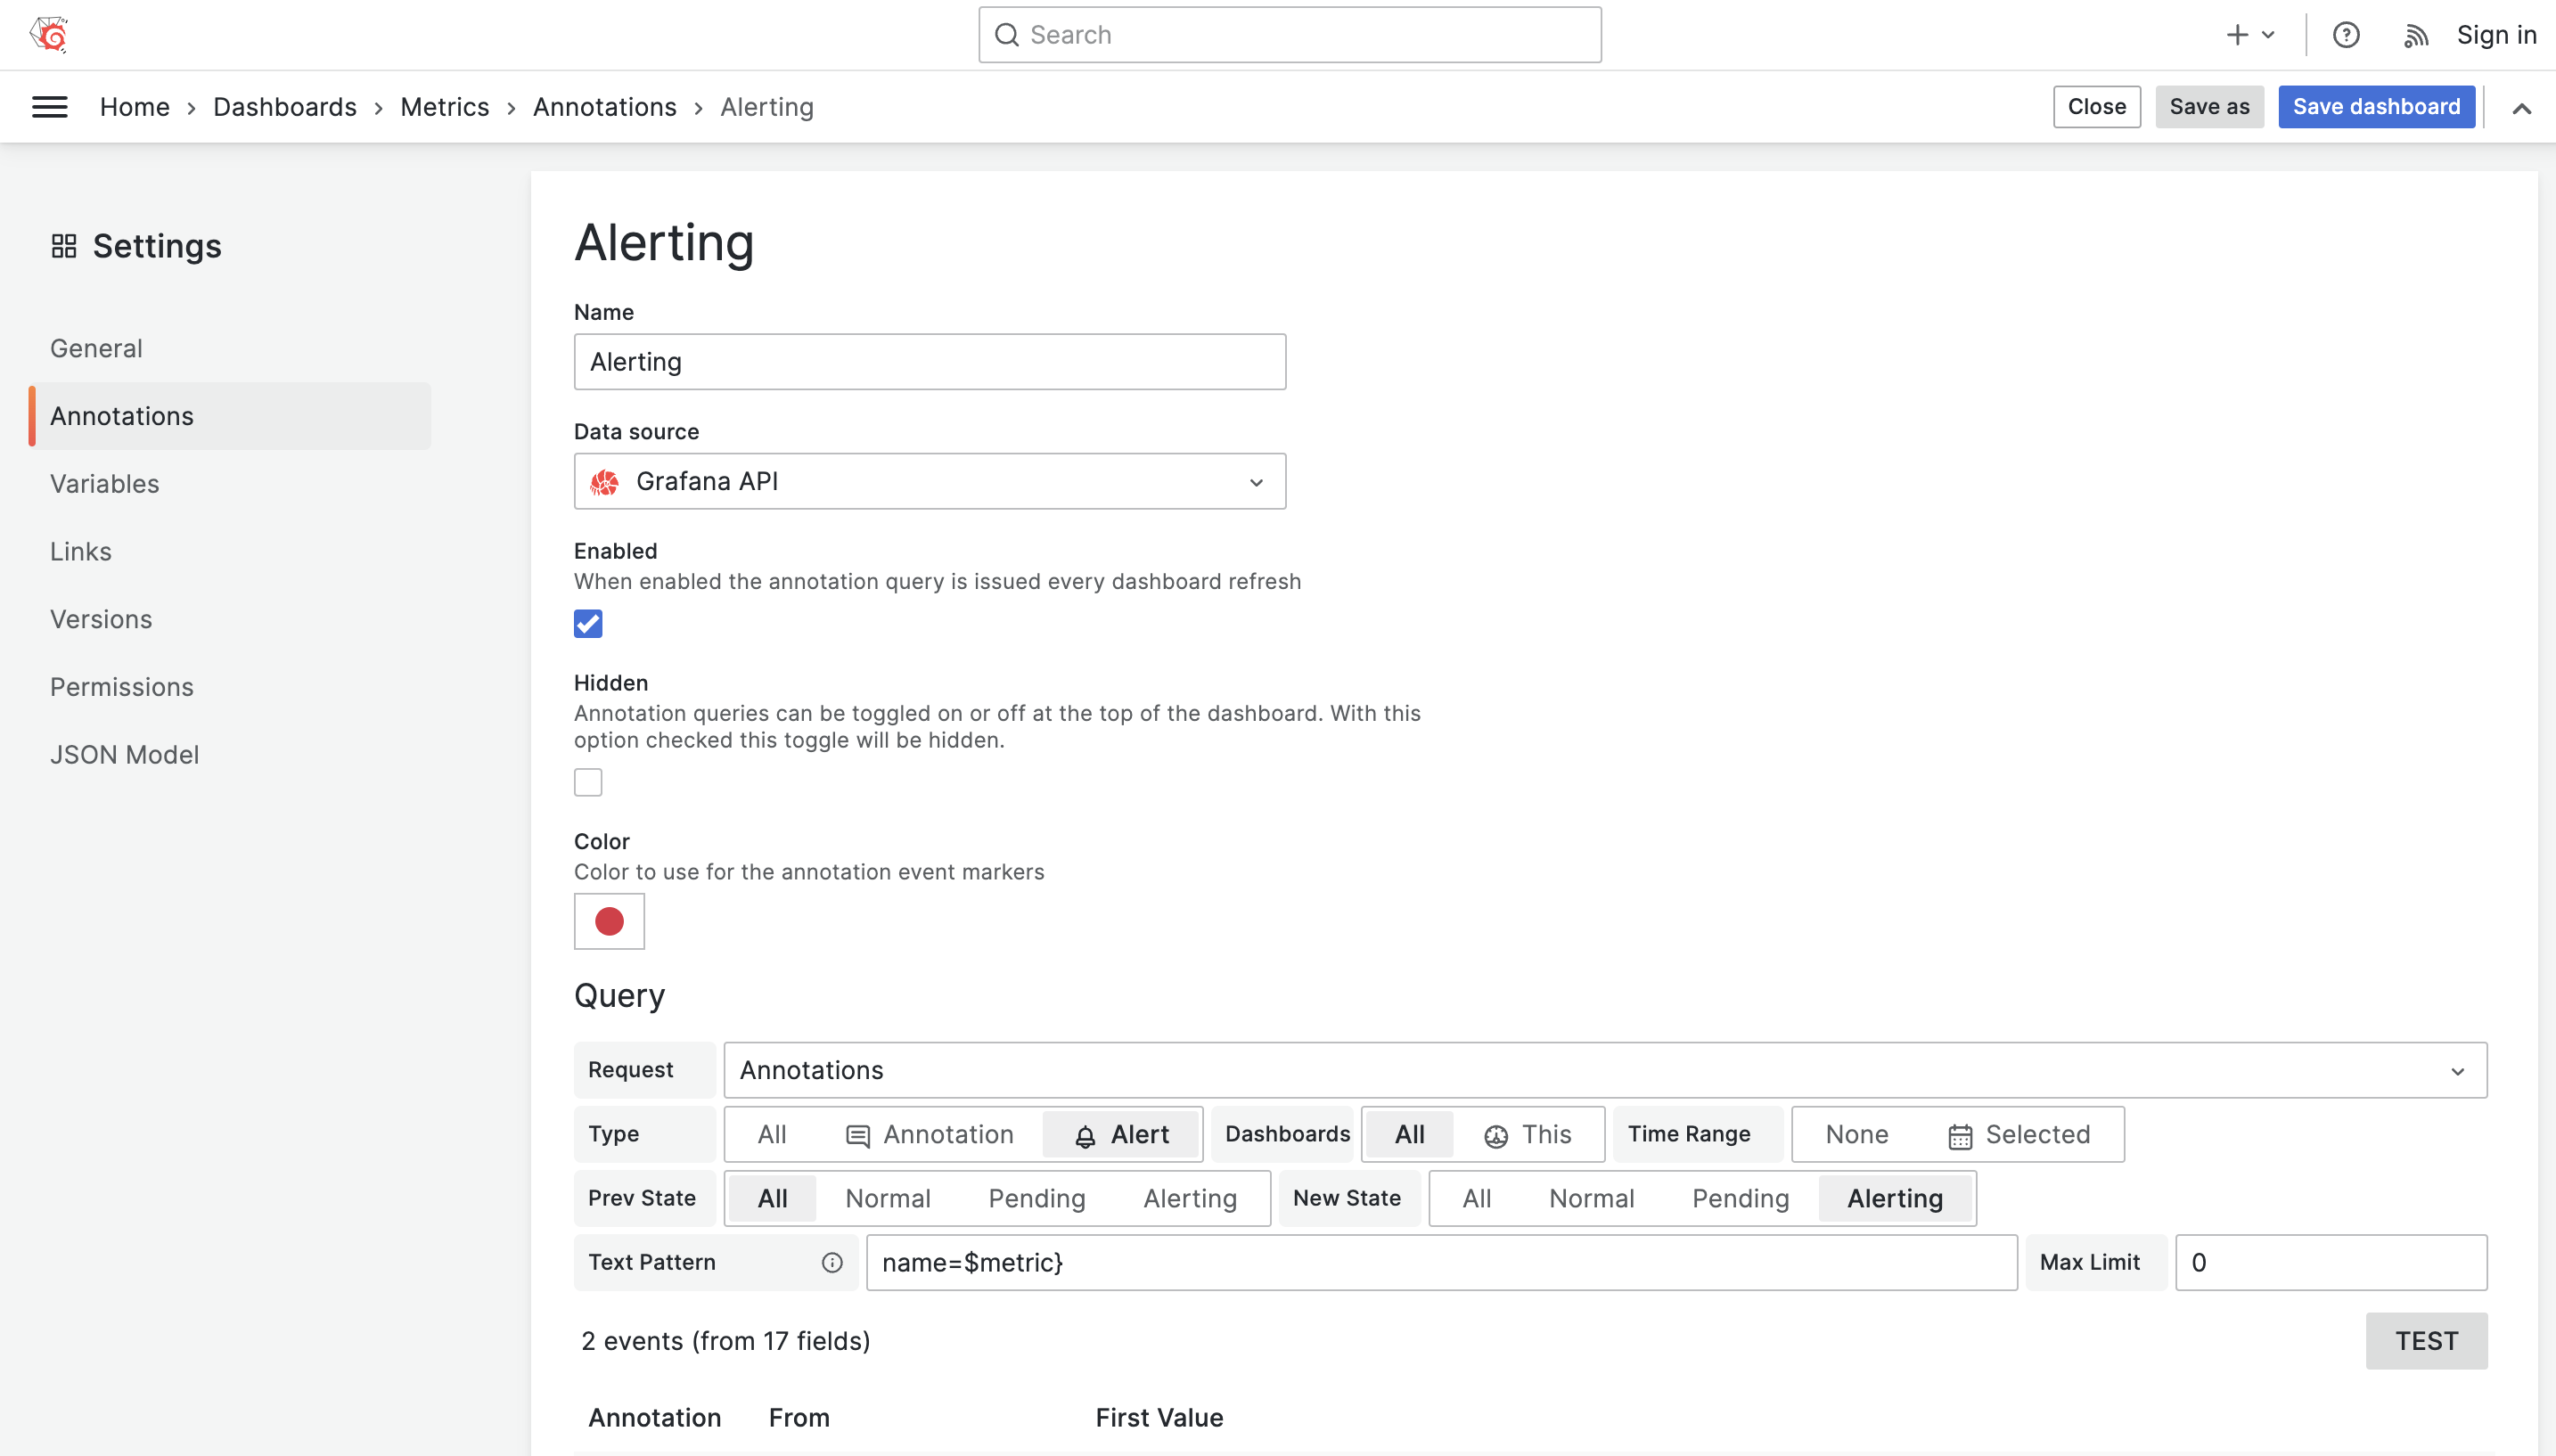 Search
Sign in
Home › Dashboards › Metrics › Annotations › Alerting
Close
Save as
Save dashboard
Settings
General
Annotations
Variables
Links
Versions
Permissions
JSON Model
Alerting
Name
Alerting
Data source
Grafana API
Enabled
When enabled the annotation query is issued every dashboard refresh
Hidden
Annotation queries can be toggled on or off at the top of the dashboard. With this
option checked this toggle will be hidden.
Color
Color to use for the annotation event markers
Query
Request Annotations
Type All Annotation Alert Dashboards All This Time Range None Selected
Prev State All Normal Pending Alerting New State All Normal Pending Alerting
Text Pattern name=$metric} Max Limit 0
2 events (from 17 fields) TEST
Annotation From First Value